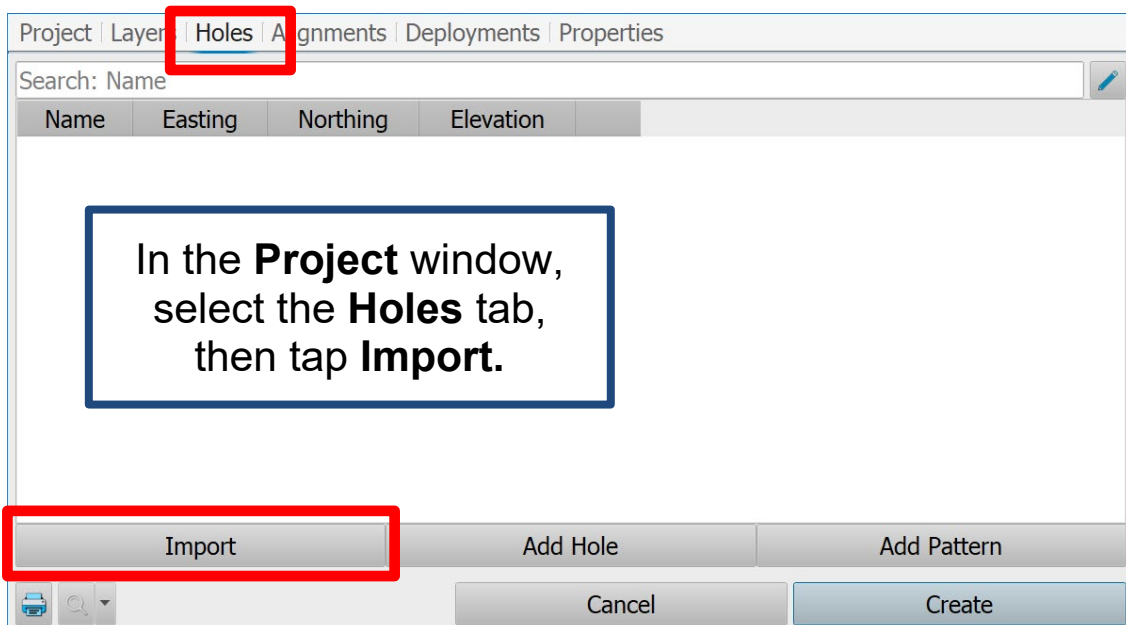 Project Layers Holes Alignments Deployments Properties
Search: Name
Name Easting Northing Elevation
In the Project window,
select the Holes tab,
then tap Import.
Import Add Hole Add Pattern
Cancel Create